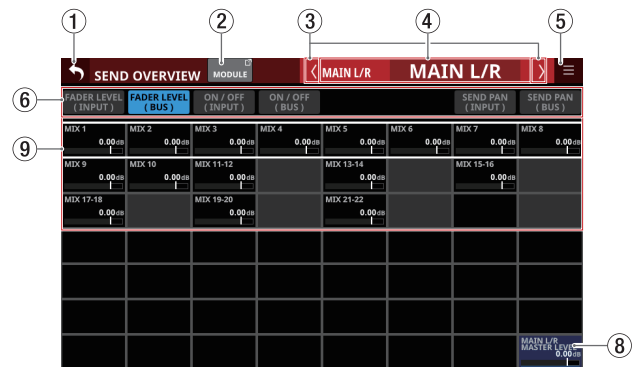 ① ② ③ ④ ⑤
SEND OVERVIEW MODULE MAIN L/R MAIN L/R
⑥
FADER LEVEL (INPUT)
FADER LEVEL (BUS)
ON / OFF (INPUT)
ON / OFF (BUS)
SEND PAN (INPUT)
SEND PAN (BUS)
⑨
MIX 1 MIX 2 MIX 3 MIX 4 MIX 5 MIX 6 MIX 7 MIX 8
0.00dB 0.00dB 0.00dB 0.00dB 0.00dB 0.00dB 0.00dB 0.00dB
MIX 9 MIX 10 MIX 11-12 MIX 13-14 MIX 15-16
0.00dB 0.00dB 0.00dB 0.00dB 0.00dB
MIX 17-18 MIX 19-20 MIX 21-22
0.00dB 0.00dB 0.00dB
MAIN L/R
MASTER LEVEL
0.00dB
⑧